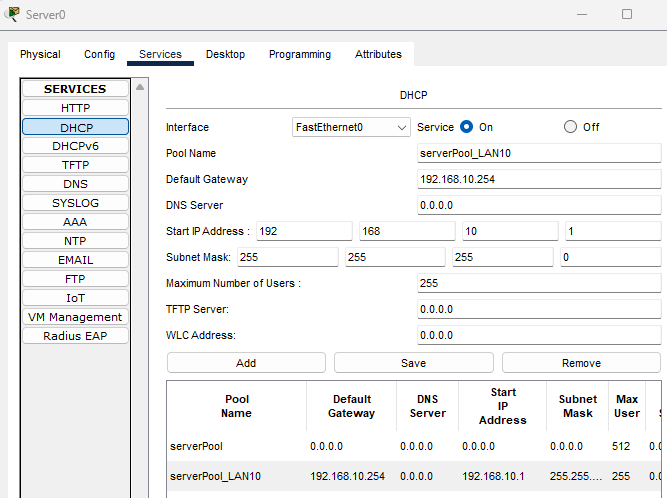 Server0
Physical Config Services Desktop Programming Attributes
SERVICES
HTTP
DHCP
DHCPv6
TFTP
DNS
SYSLOG
AAA
NTP
EMAIL
FTP
IoT
VM Management
Radius EAP
DHCP
Interface FastEthernet0 Service On Off
Pool Name serverPool_LAN10
Default Gateway 192.168.10.254
DNS Server 0.0.0.0
Start IP Address : 192 168 10 1
Subnet Mask: 255 255 255 0
Maximum Number of Users : 255
TFTP Server: 0.0.0.0
WLC Address: 0.0.0.0
Add Save Remove
Pool Name Default Gateway DNS Server Start IP Address Subnet Mask Max User
serverPool 0.0.0.0 0.0.0.0 0.0.0.0 0.0.0.0 512 0.0
serverPool_LAN10 192.168.10.254 0.0.0.0 192.168.10.1 255.255.... 255 0.0